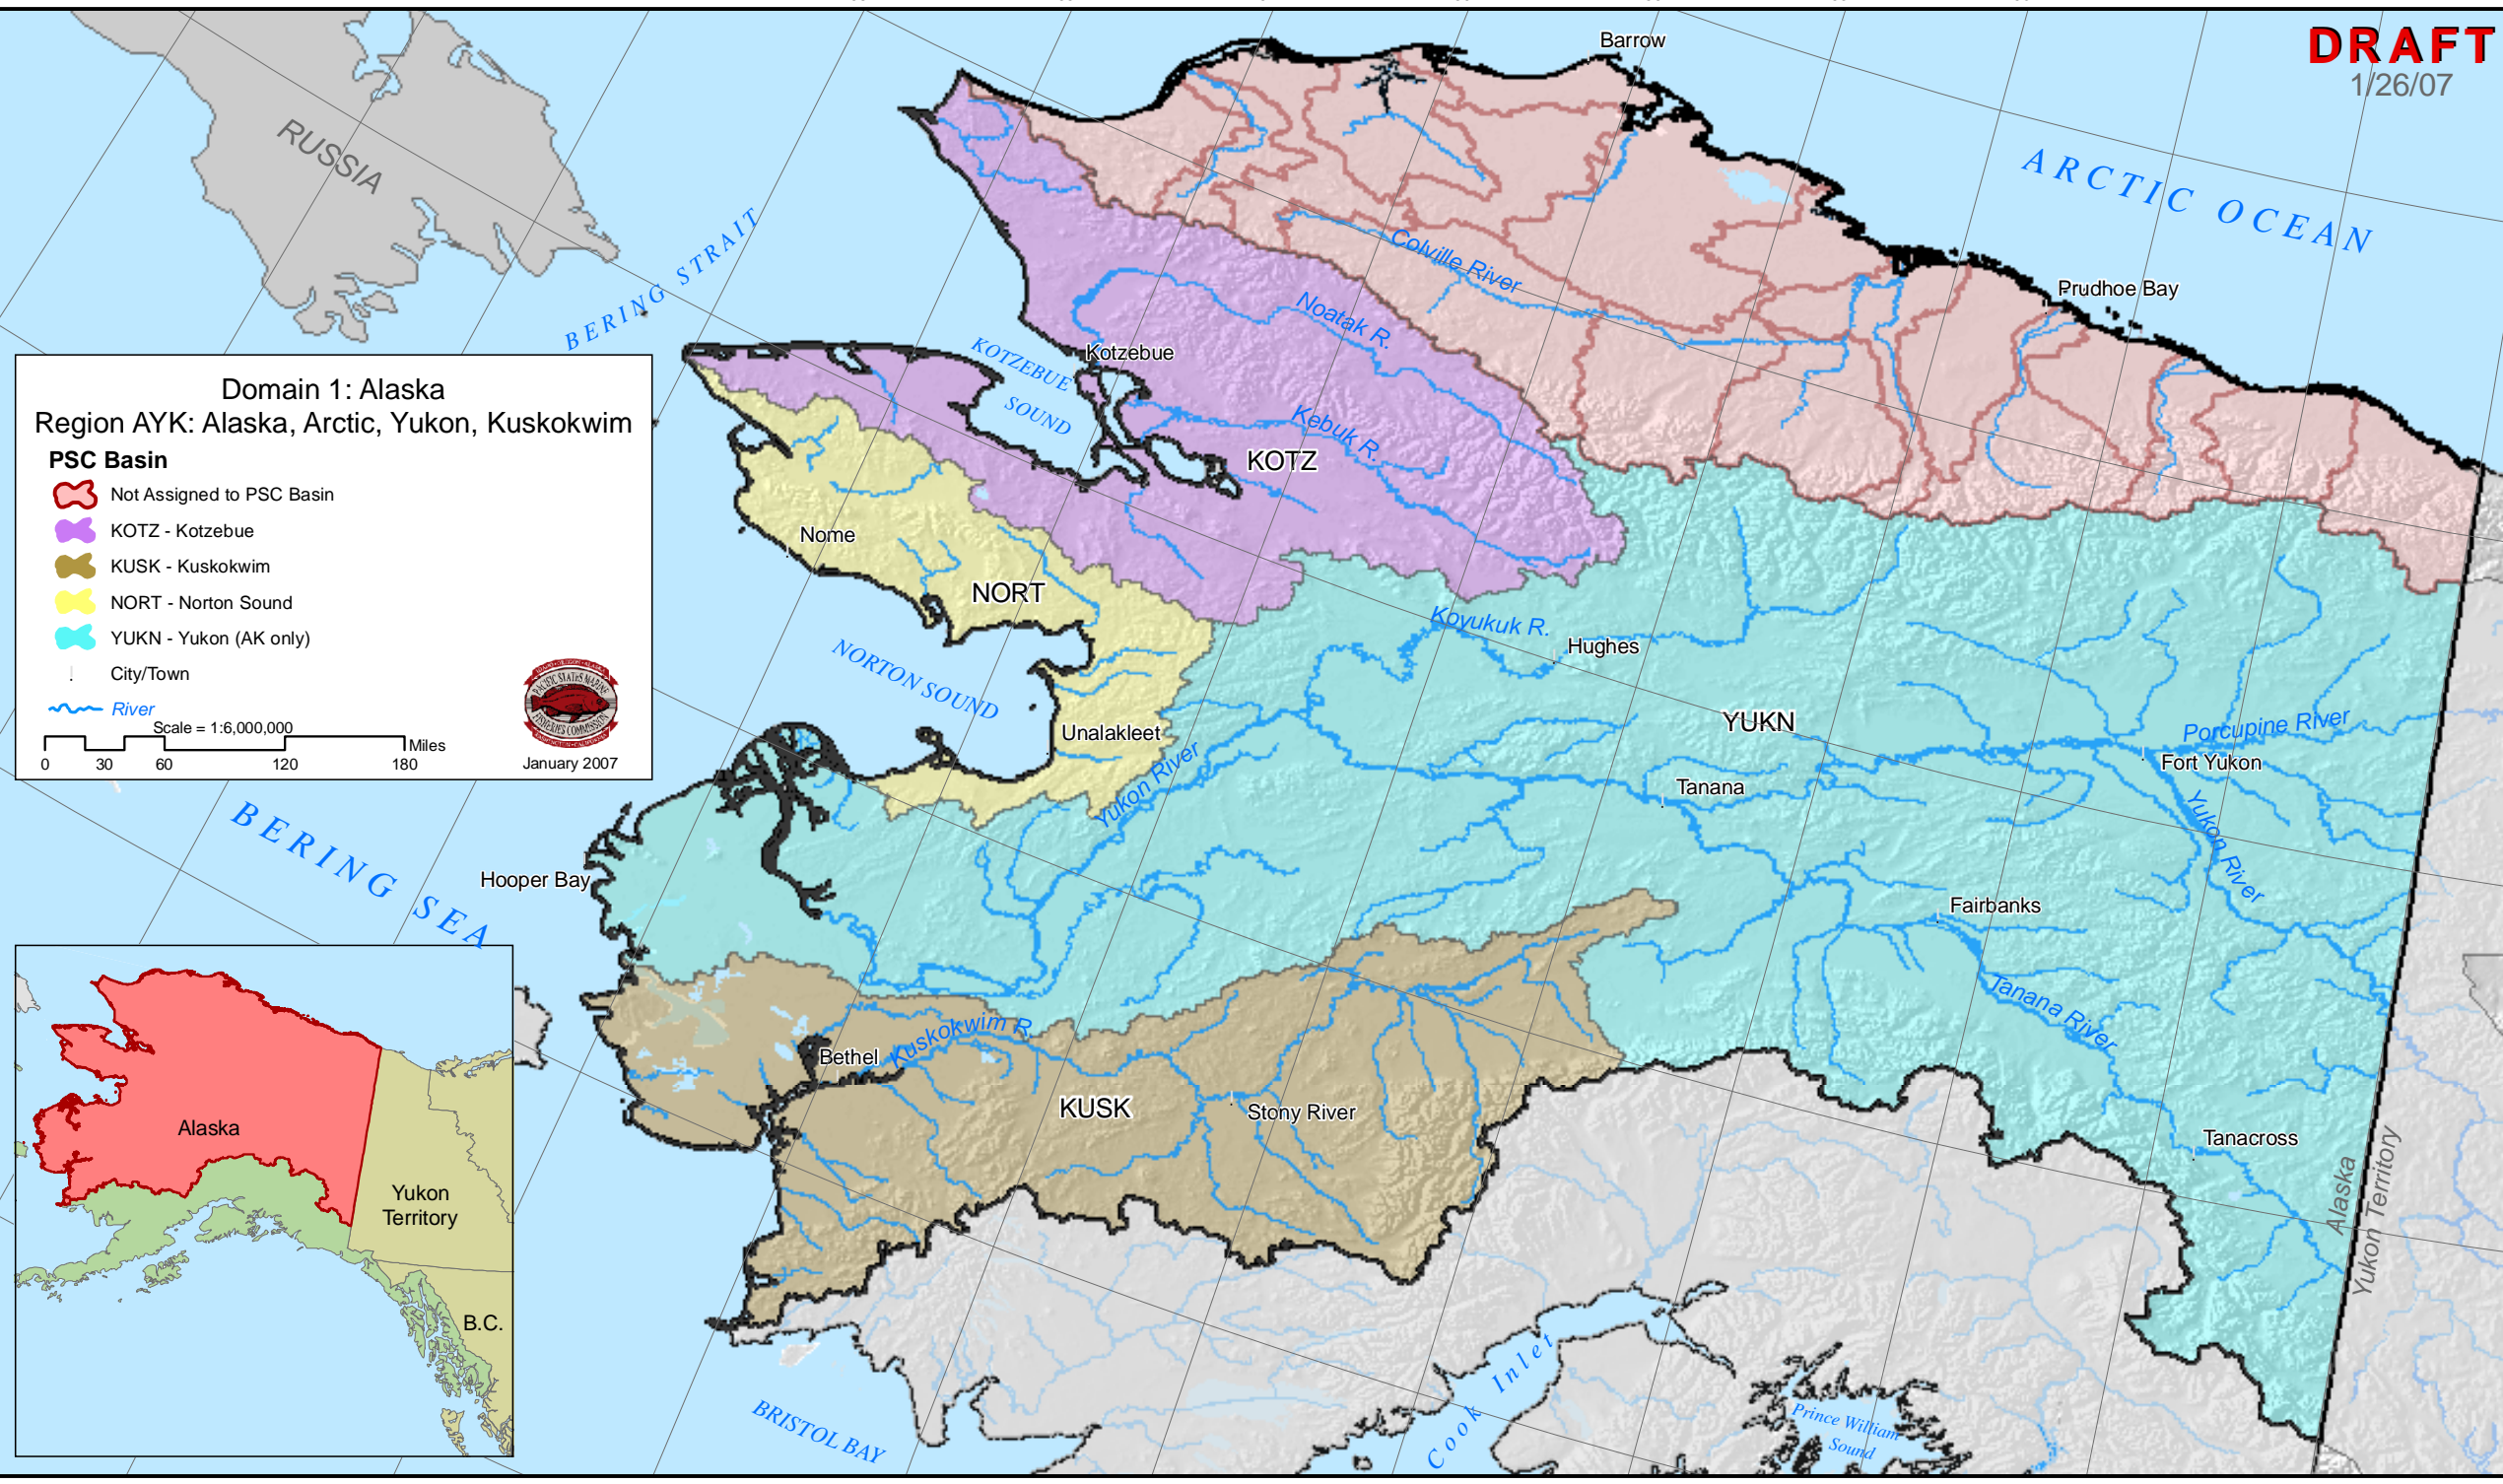 Barrow
DRAFT
1/26/07
RUSSIA
ARCTIC OCEAN
BERING STRAIT
Colville River
Prudhoe Bay
Noatak R.
KOTZEBUE
SOUND
Kotzebue
Kebuk R.
KOTZ
Domain 1: Alaska
Region AYK: Alaska, Arctic, Yukon, Kuskokwim
PSC Basin
Not Assigned to PSC Basin
KOTZ - Kotzebue
KUSK - Kuskokwim
NORT - Norton Sound
YUKN - Yukon (AK only)
City/Town
River
Scale = 1:6,000,000
Miles
0 30 60 120 180
PACIFIC STATES MARINE
FISHERIES COMMISSION
January 2007
Nome
NORT
NORTON SOUND
Unalakleet
Koyukuk R.
Hughes
YUKN
Porcupine River
Fort Yukon
Yukon River
Tanana
Yukon River
BERING SEA
Hooper Bay
Fairbanks
Tanana River
Kuskokwim R
Bethel
KUSK
Stony River
Tanacross
Alaska
Yukon Territory
Alaska
Yukon
Territory
B.C.
BRISTOL BAY
Cook Inlet
Prince William
Sound